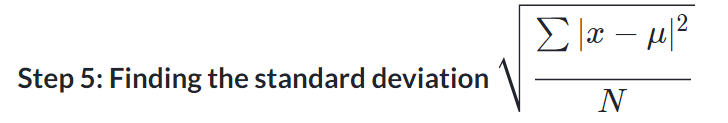 Step 5: Finding the standard deviation √(∑|x − μ|² / N)